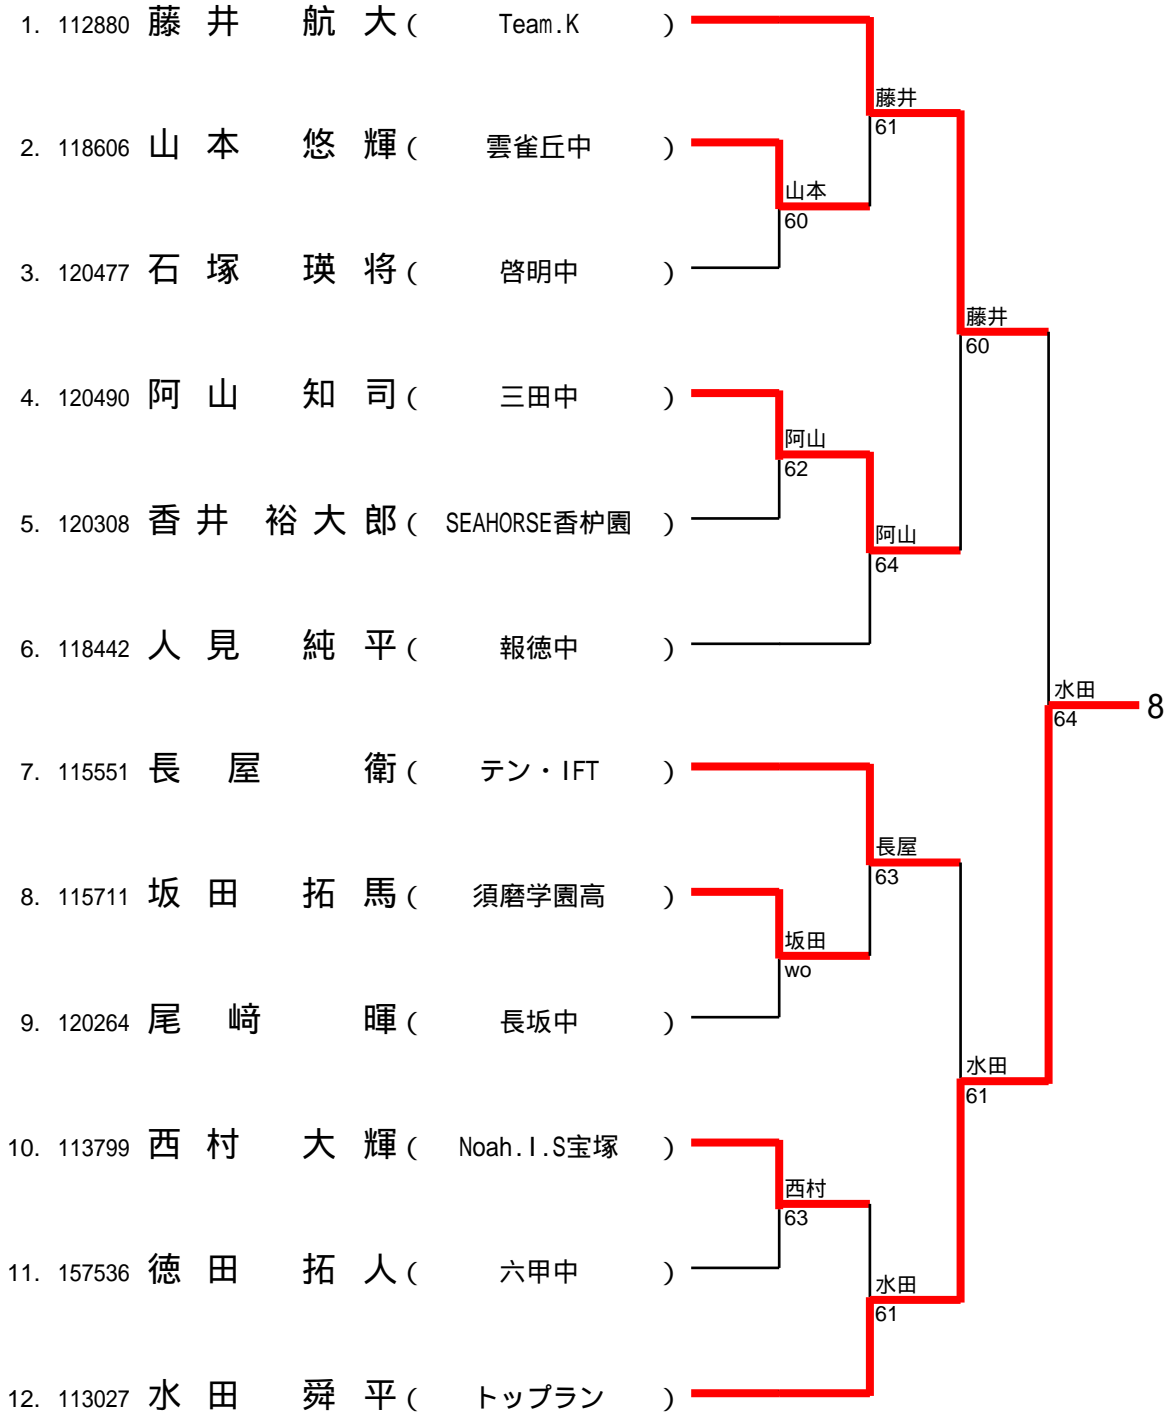 1. 112880 藤井 航大 ( Team.K )
藤井
61
2. 118606 山本 悠輝 ( 雲雀丘中 )
山本
60
3. 120477 石塚 瑛将 ( 啓明中 )
藤井
60
4. 120490 阿山 知司 ( 三田中 )
阿山
62
5. 120308 香井 裕大郎 ( SEAHORSE香枦園 )
阿山
64
6. 118442 人見 純平 ( 報徳中 )
水田
64
8
7. 115551 長屋 衛 ( テン・IFT )
長屋
63
8. 115711 坂田 拓馬 ( 須磨学園高 )
坂田
wo
9. 120264 尾﨑 暉 ( 長坂中 )
水田
61
10. 113799 西村 大輝 ( Noah.I.S宝塚 )
西村
63
11. 157536 徳田 拓人 ( 六甲中 )
水田
61
12. 113027 水田 舜平 ( トップラン )